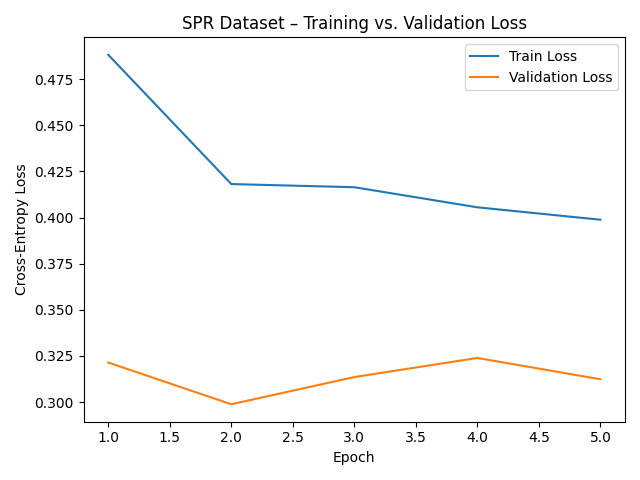 SPR Dataset – Training vs. Validation Loss
Train Loss
Validation Loss
Cross-Entropy Loss
0.475
0.450
0.425
0.400
0.375
0.350
0.325
0.300
1.0 1.5 2.0 2.5 3.0 3.5 4.0 4.5 5.0
Epoch